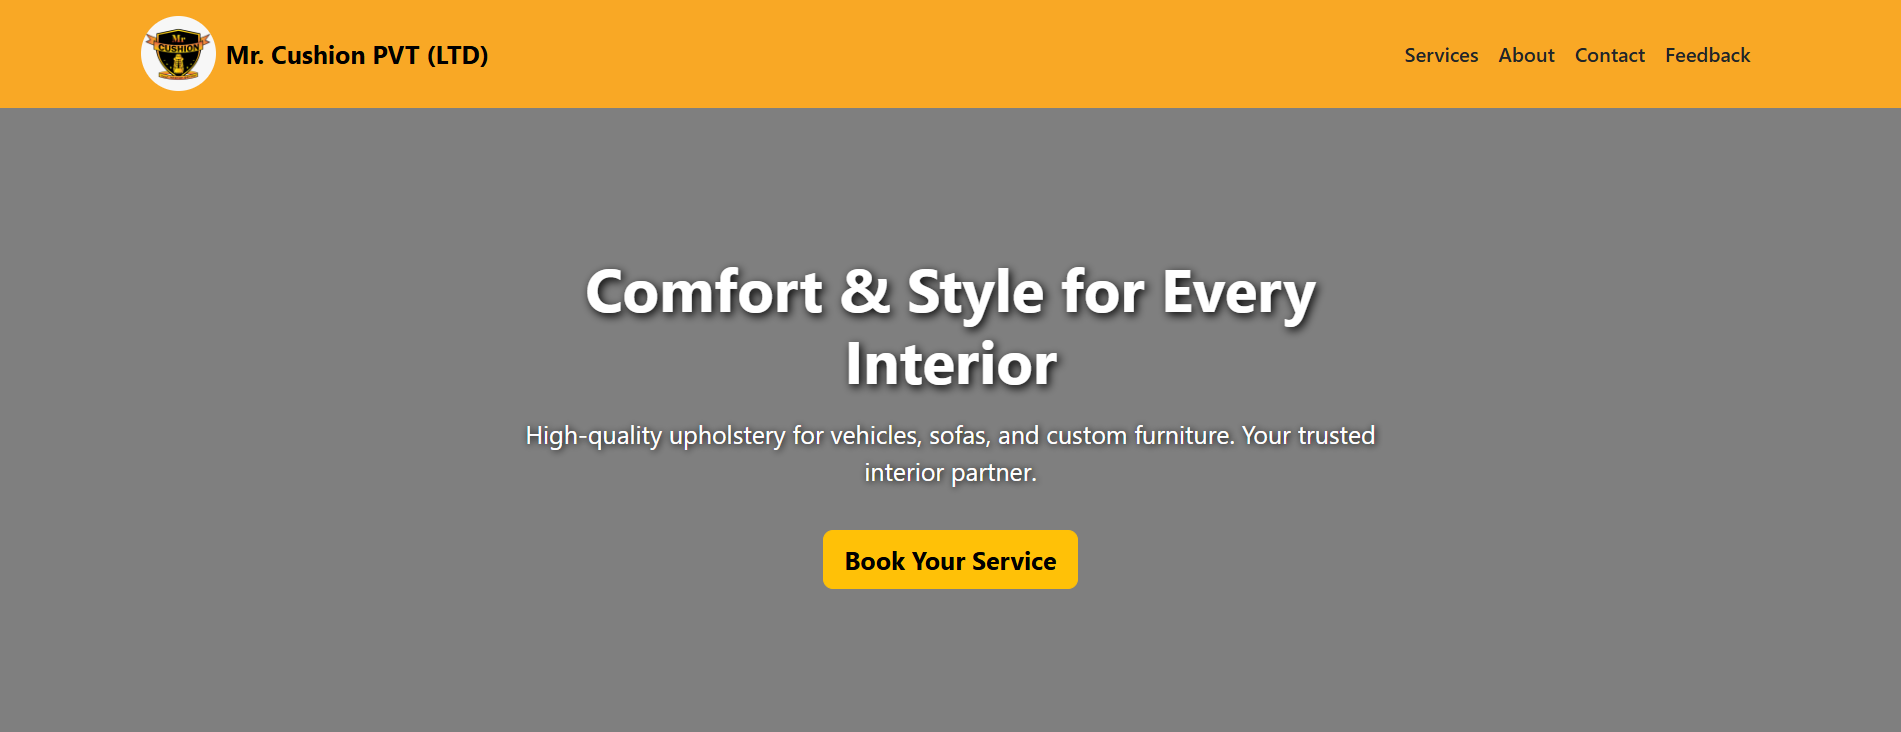 Mr
CUSHION
Mr. Cushion PVT (LTD)
Services About Contact Feedback
Comfort & Style for Every
Interior
High-quality upholstery for vehicles, sofas, and custom furniture. Your trusted
interior partner.
Book Your Service